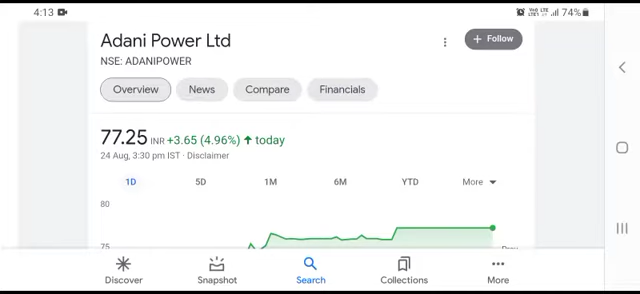 4:13 74%
Adani Power Ltd
+ Follow
NSE: ADANIPOWER
Overview News Compare Financials
77.25 INR +3.65 (4.96%) ↑ today
24 Aug, 3:30 pm IST · Disclaimer
1D 5D 1M 6M YTD More
80
75
Discover Snapshot Search Collections More